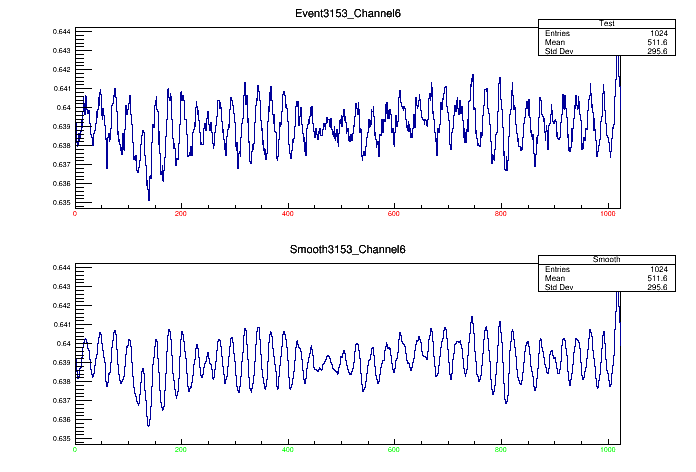 Event3153_Channel6
Test
Entries 1024
Mean 511.6
Std Dev 295.6
0.644
0.643
0.642
0.641
0.64
0.639
0.638
0.637
0.636
0.635
0 200 400 600 800 1000
Smooth3153_Channel6
Smooth
Entries 1024
Mean 511.6
Std Dev 295.6
0.644
0.643
0.642
0.641
0.64
0.639
0.638
0.637
0.636
0.635
0 200 400 600 800 1000